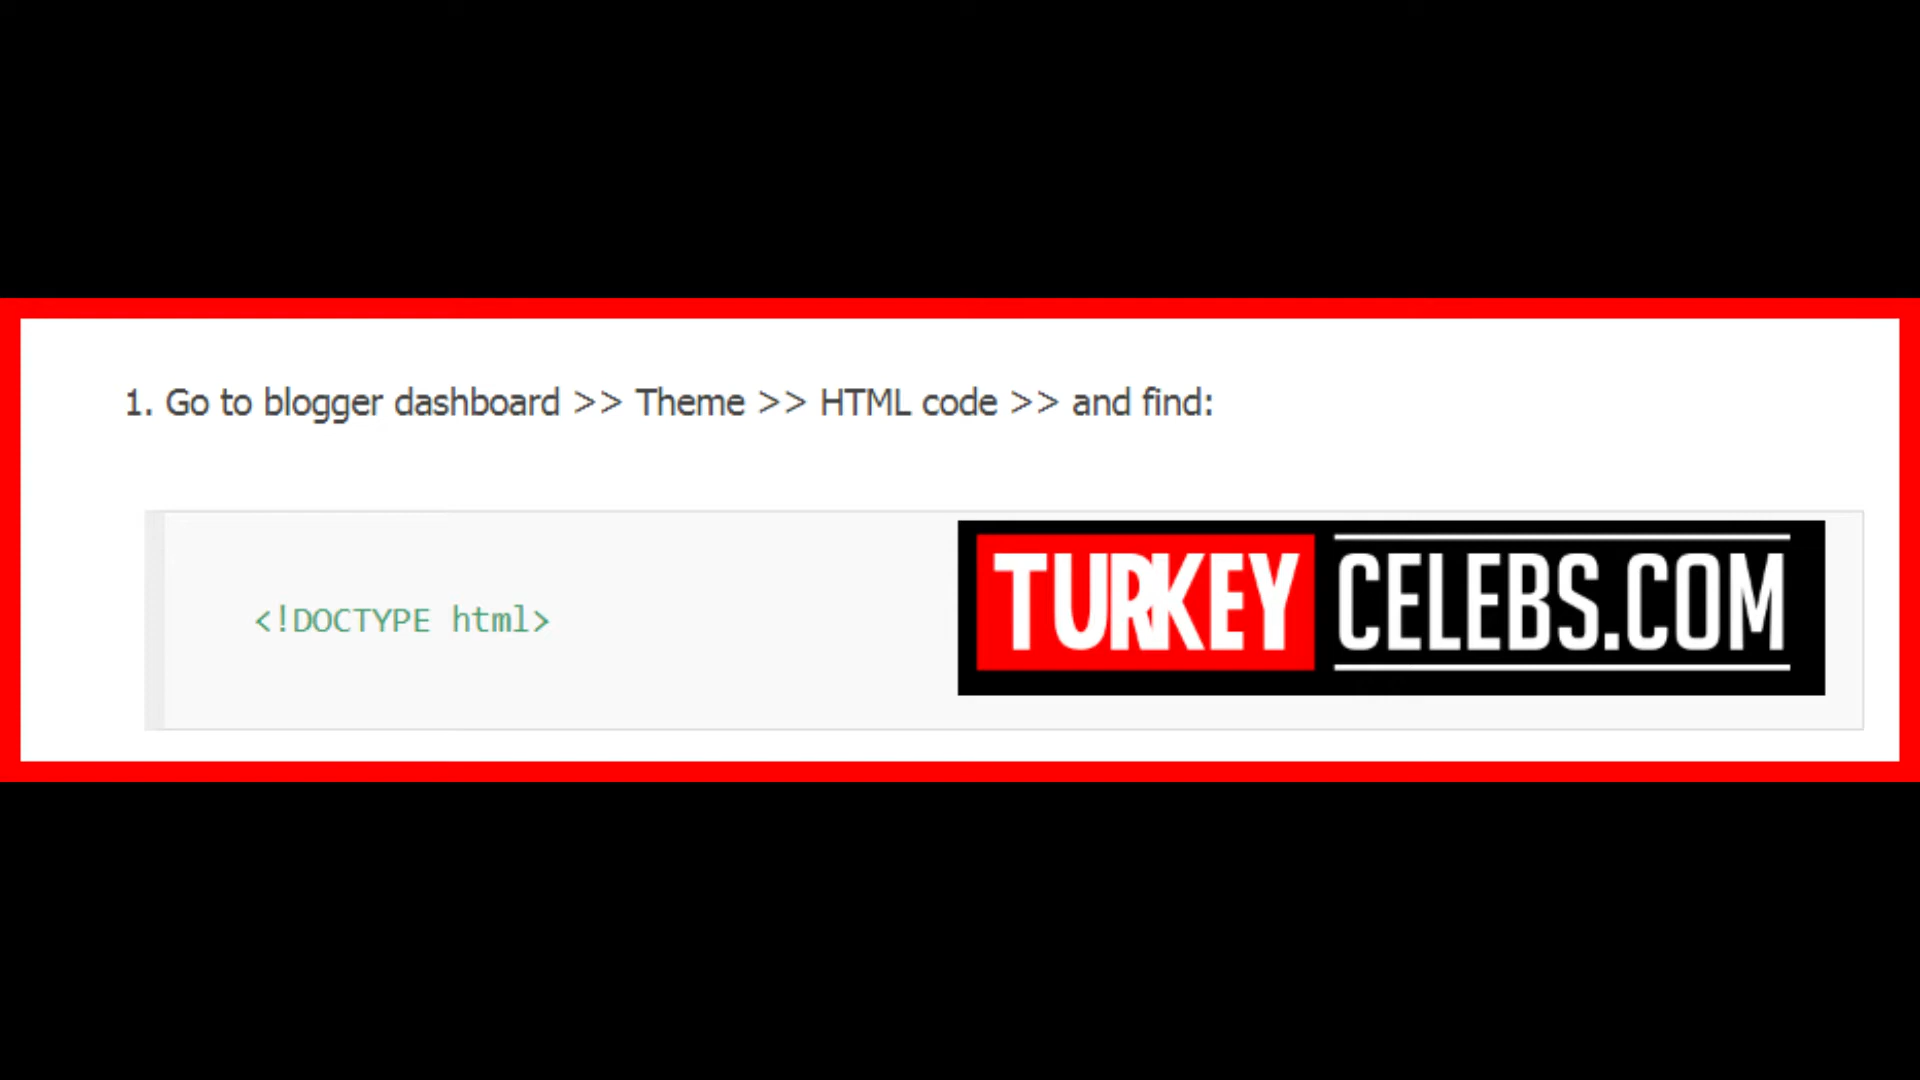 1. Go to blogger dashboard >> Theme >> HTML code >> and find:
<!DOCTYPE html>
TURKEY CELEBS.COM